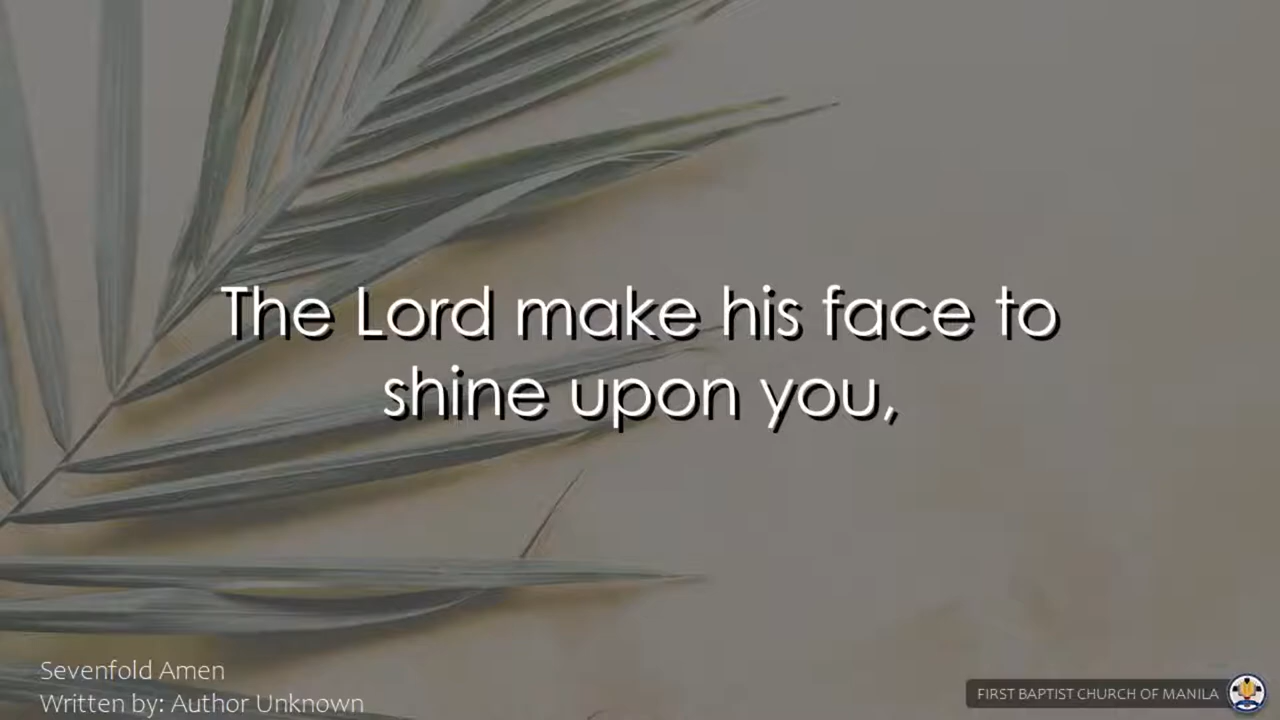 The Lord make his face to
shine upon you,
Sevenfold Amen
Written by: Author Unknown
FIRST BAPTIST CHURCH OF MANILA